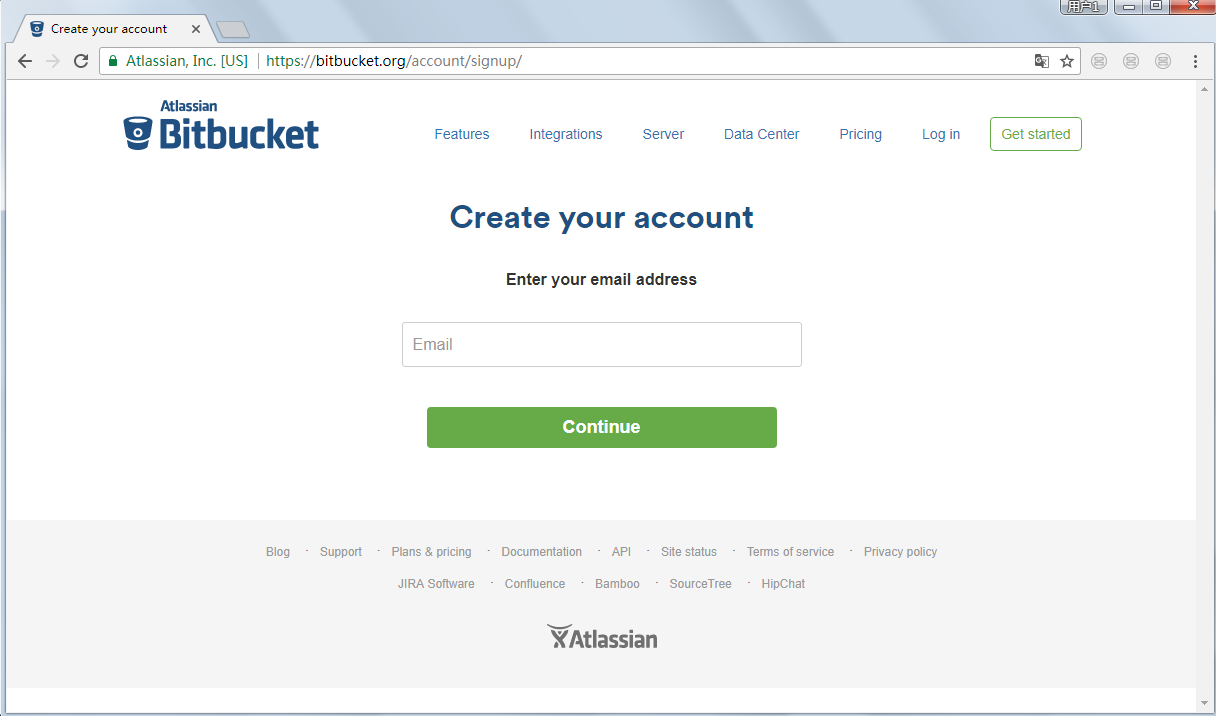 用户1
Create your account
Atlassian, Inc. [US] https://bitbucket.org/account/signup/
Atlassian
Bitbucket
Features Integrations Server Data Center Pricing Log in Get started
Create your account
Enter your email address
Email
Continue
Blog · Support · Plans & pricing · Documentation · API · Site status · Terms of service · Privacy policy
JIRA Software · Confluence · Bamboo · SourceTree · HipChat
Atlassian